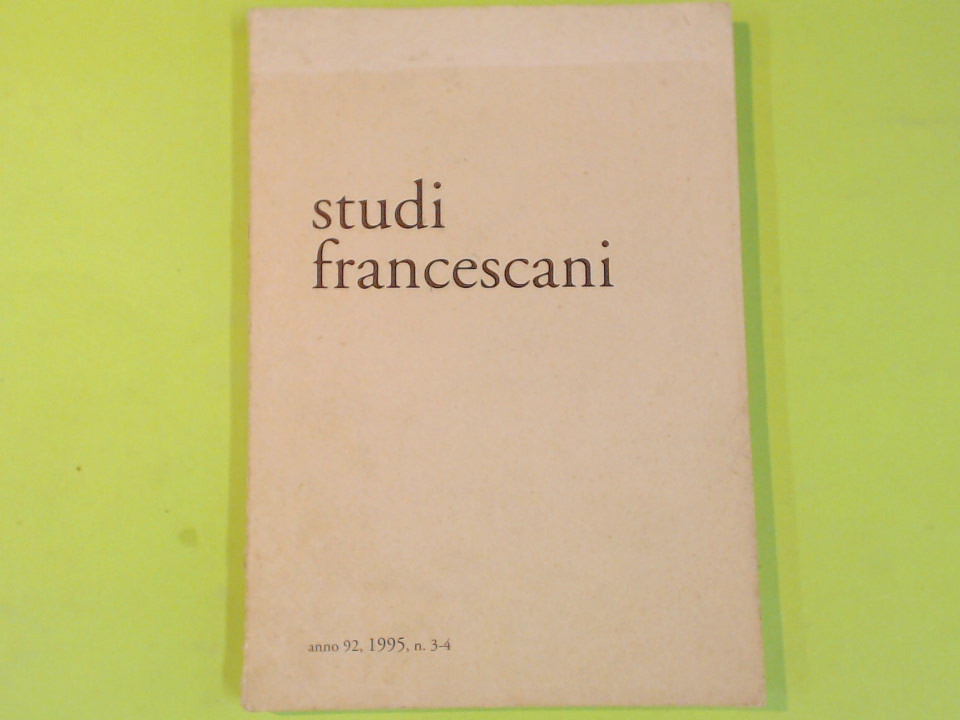 studi
francescani
anno 92, 1995, n. 3-4